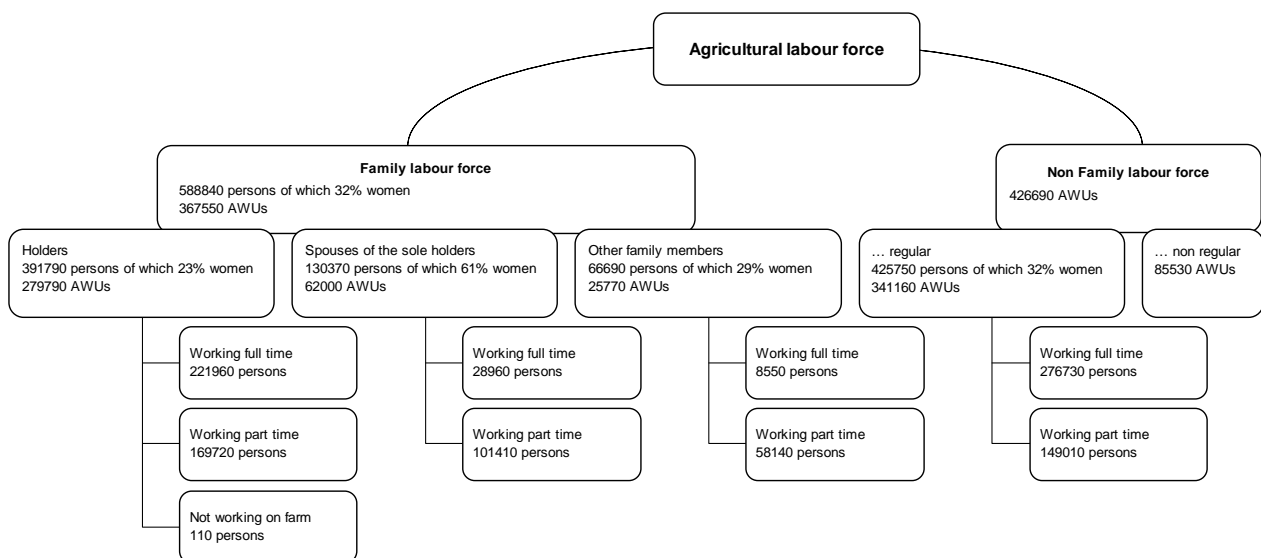 Agricultural labour force
Family labour force
588840 persons of which 32% women
367550 AWUs
Non Family labour force
426690 AWUs
Holders
391790 persons of which 23% women
279790 AWUs
Spouses of the sole holders
130370 persons of which 61% women
62000 AWUs
Other family members
66690 persons of which 29% women
25770 AWUs
... regular
425750 persons of which 32% women
341160 AWUs
... non regular
85530 AWUs
Working full time
221960 persons
Working full time
28960 persons
Working full time
8550 persons
Working full time
276730 persons
Working part time
169720 persons
Working part time
101410 persons
Working part time
58140 persons
Working part time
149010 persons
Not working on farm
110 persons